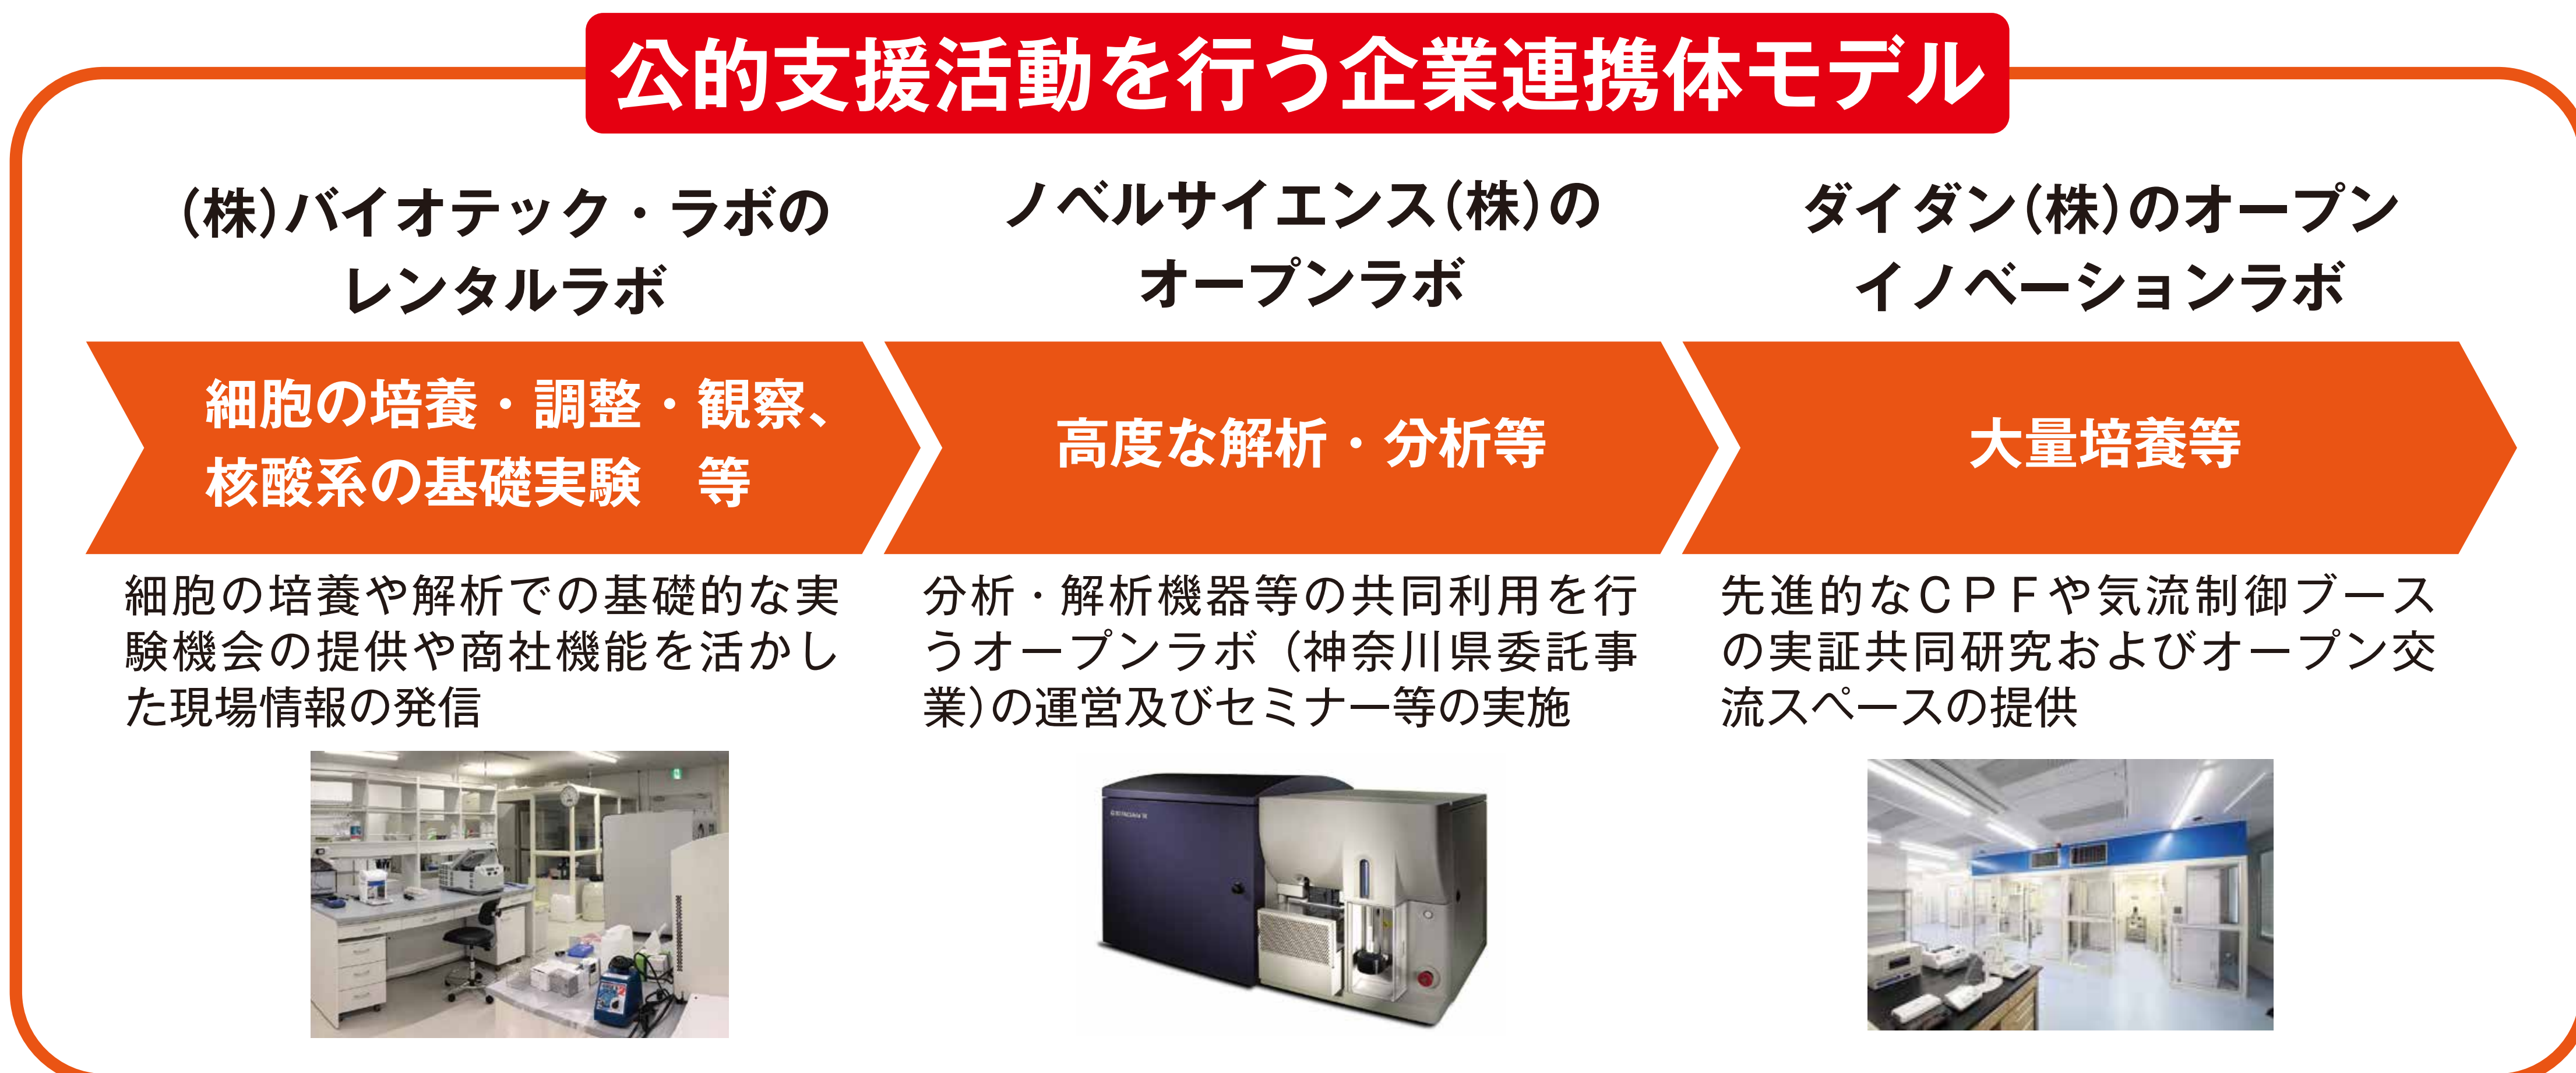 公的支援活動を行う企業連携体モデル
（株）バイオテック・ラボの
レンタルラボ
細胞の培養・調整・観察、
核酸系の基礎実験　等
細胞の培養や解析での基礎的な実
験機会の提供や商社機能を活かし
た現場情報の発信
ノベルサイエンス（株）の
オープンラボ
高度な解析・分析等
分析・解析機器等の共同利用を行
うオープンラボ（神奈川県委託事
業）の運営及びセミナー等の実施
ダイダン（株）のオープン
イノベーションラボ
大量培養等
先進的なＣＰＦや気流制御ブース
の実証共同研究およびオープン交
流スペースの提供